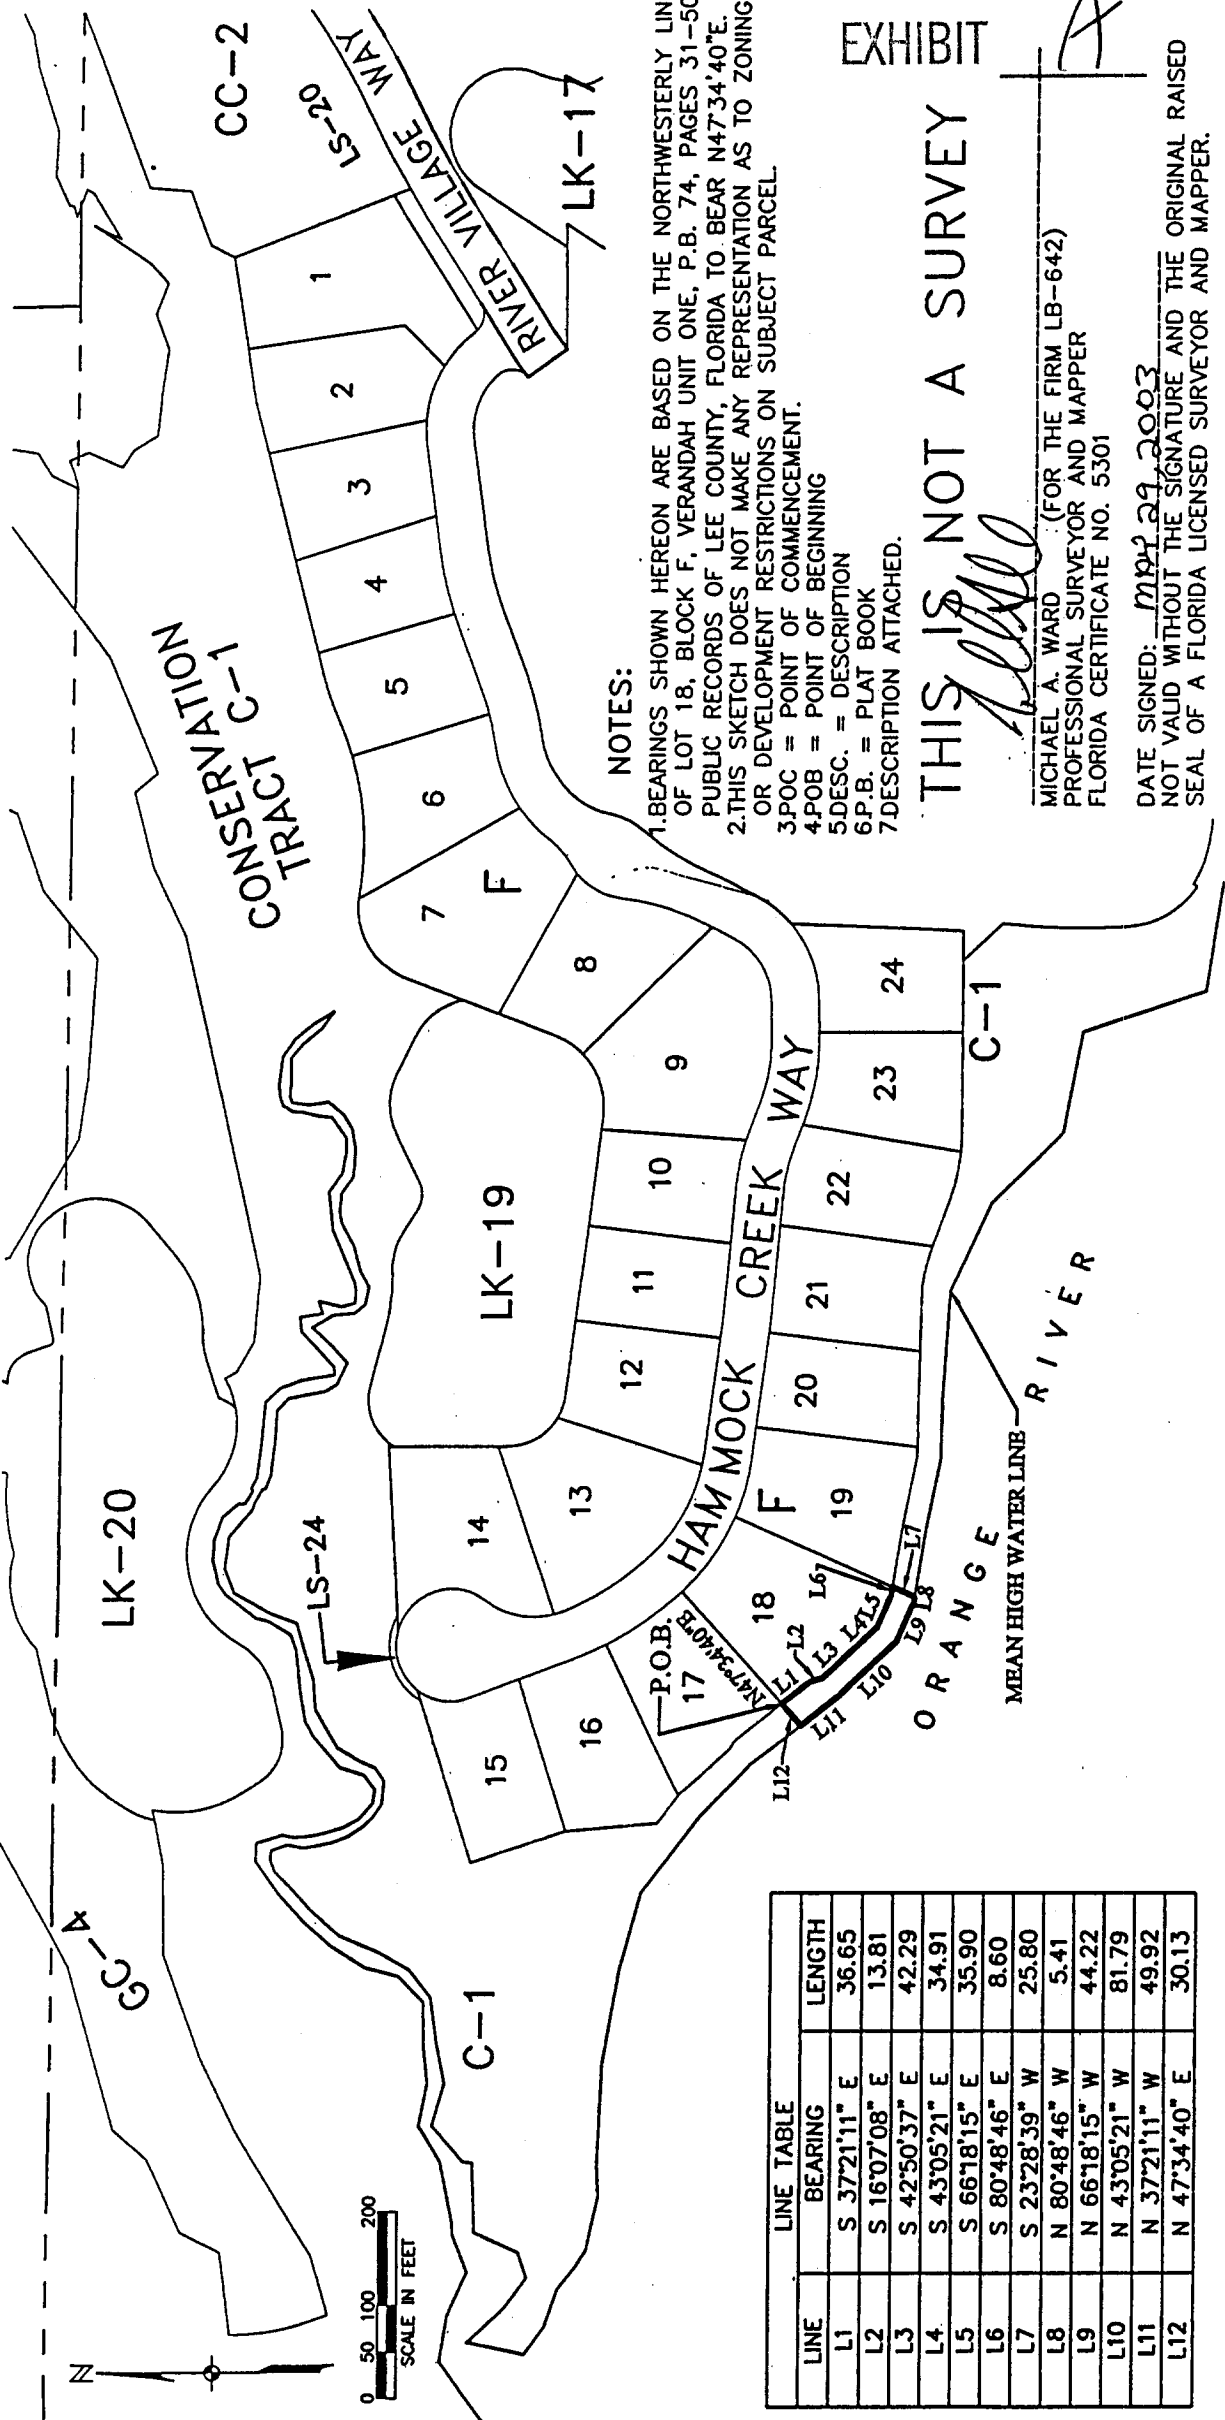 CC-2
LS-20
RIVER VILLAGE WAY
LK-17
1
2
3
4
5
6
7
F
8
9
10
11
12
13
14
15
16
17
18
19
20
21
22
23
24
F
CONSERVATION
TRACT C-1
LK-19
LK-20
LS-24
GC-4
C-1
C-1
HAMMOCK CREEK WAY
P.O.B.
N47°34'40"E
L1
L2
L3
L4
L5
L6
L7
L8
L9
L10
L11
L12
ORANGE RIVER
MEAN HIGH WATER LINE
N
0 50 100 200
SCALE IN FEET
NOTES:
1.BEARINGS SHOWN HEREON ARE BASED ON THE NORTHWESTERLY LIN
OF LOT 18, BLOCK F, VERANDAH UNIT ONE, P.B. 74, PAGES 31-50
PUBLIC RECORDS OF LEE COUNTY, FLORIDA TO BEAR N47°34'40"E.
2.THIS SKETCH DOES NOT MAKE ANY REPRESENTATION AS TO ZONING
OR DEVELOPMENT RESTRICTIONS ON SUBJECT PARCEL.
3.POC = POINT OF COMMENCEMENT.
4.POB = POINT OF BEGINNING
5.DESC. = DESCRIPTION
6.P.B. = PLAT BOOK
7.DESCRIPTION ATTACHED.
EXHIBIT A
THIS IS NOT A SURVEY
MICHAEL A. WARD (FOR THE FIRM LB-642)
PROFESSIONAL SURVEYOR AND MAPPER
FLORIDA CERTIFICATE NO. 5301
DATE SIGNED: MAY 29, 2003
NOT VALID WITHOUT THE SIGNATURE AND THE ORIGINAL RAISED
SEAL OF A FLORIDA LICENSED SURVEYOR AND MAPPER.
LINE TABLE
LINE BEARING LENGTH
L1 S 37°21'11" E 36.65
L2 S 16°07'08" E 13.81
L3 S 42°50'37" E 42.29
L4 S 43°05'21" E 34.91
L5 S 66°18'15" E 35.90
L6 S 80°48'46" E 8.60
L7 S 23°28'39" W 25.80
L8 N 80°48'46" W 5.41
L9 N 66°18'15" W 44.22
L10 N 43°05'21" W 81.79
L11 N 37°21'11" W 49.92
L12 N 47°34'40" E 30.13